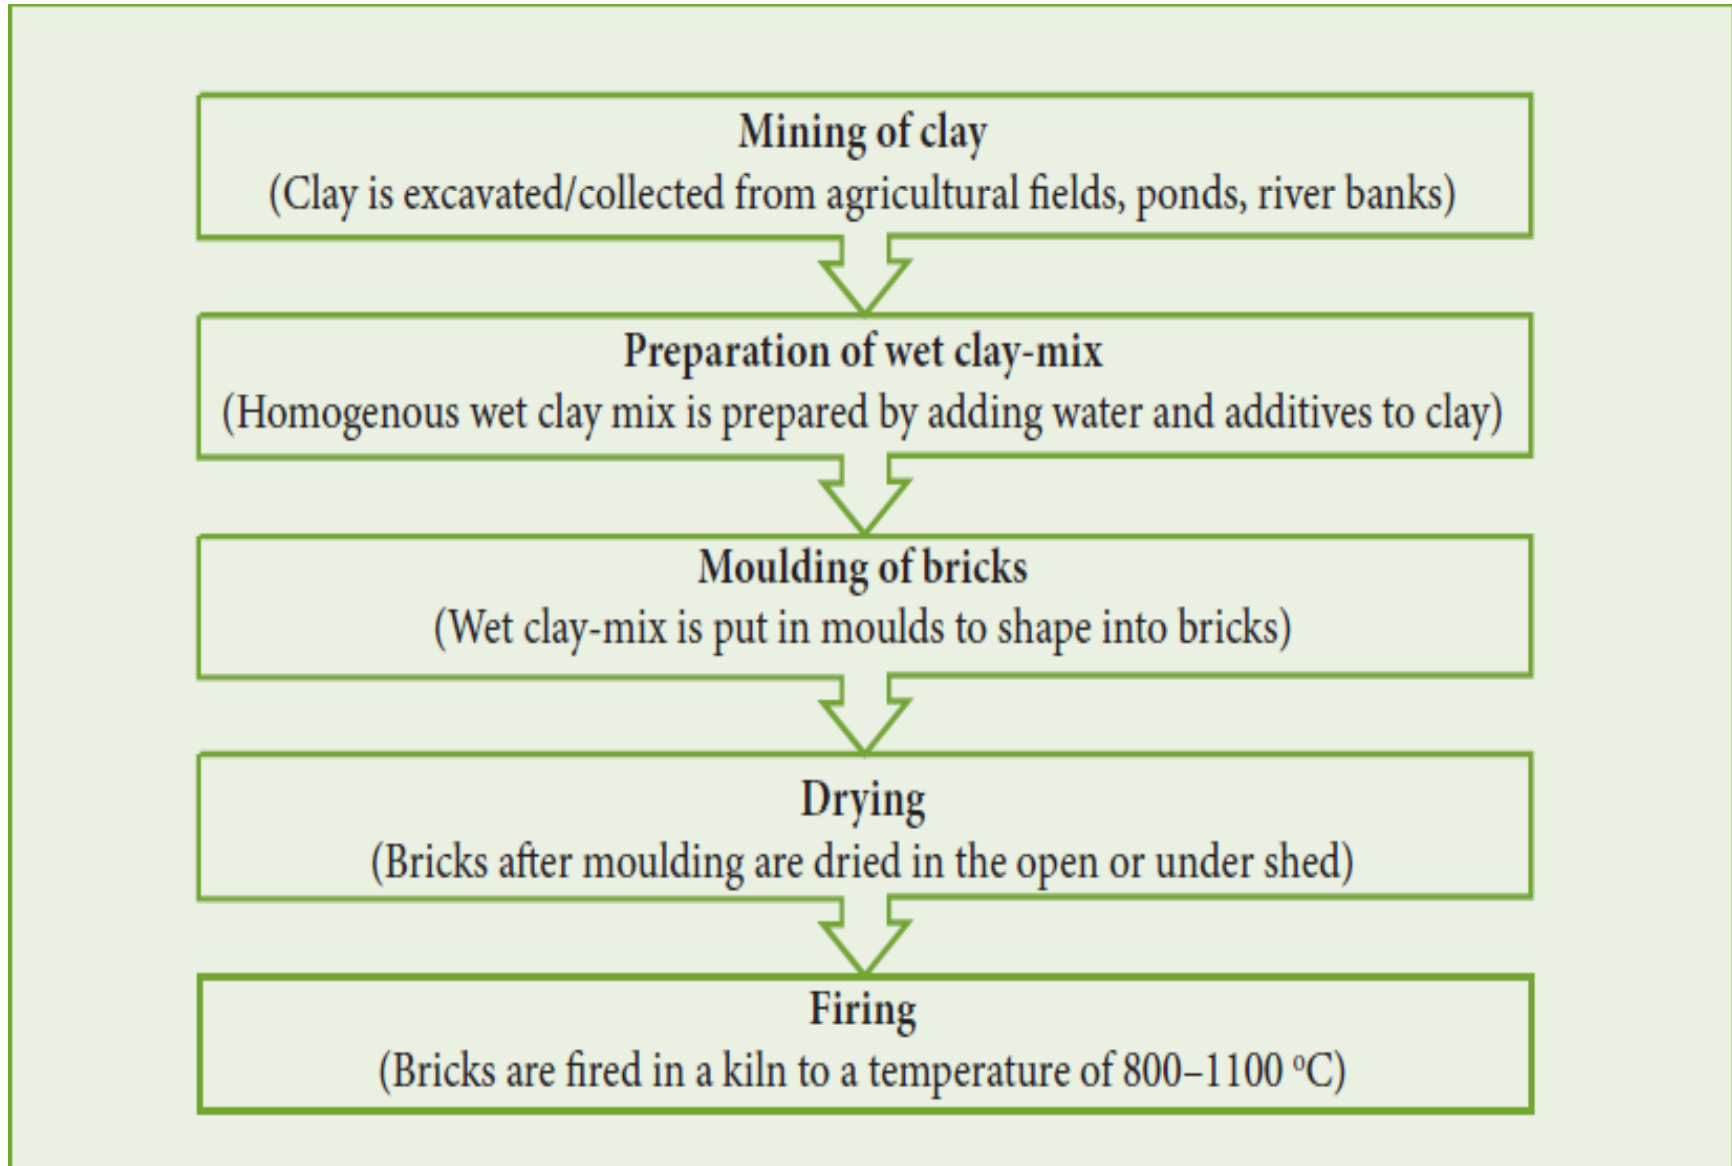 Mining of clay
(Clay is excavated/collected from agricultural fields, ponds, river banks)
Preparation of wet clay-mix
(Homogenous wet clay mix is prepared by adding water and additives to clay)
Moulding of bricks
(Wet clay-mix is put in moulds to shape into bricks)
Drying
(Bricks after moulding are dried in the open or under shed)
Firing
(Bricks are fired in a kiln to a temperature of 800–1100 ºC)